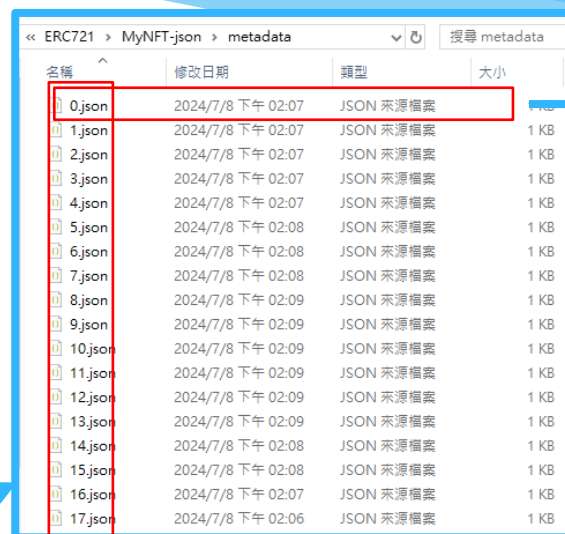 « ERC721 › MyNFT-json › metadata 搜尋 metadata
名稱 修改日期 類型 大小
0.json 2024/7/8 下午 02:07 JSON 來源檔案 1 KB
1.json 2024/7/8 下午 02:07 JSON 來源檔案 1 KB
2.json 2024/7/8 下午 02:07 JSON 來源檔案 1 KB
3.json 2024/7/8 下午 02:07 JSON 來源檔案 1 KB
4.json 2024/7/8 下午 02:07 JSON 來源檔案 1 KB
5.json 2024/7/8 下午 02:08 JSON 來源檔案 1 KB
6.json 2024/7/8 下午 02:08 JSON 來源檔案 1 KB
7.json 2024/7/8 下午 02:08 JSON 來源檔案 1 KB
8.json 2024/7/8 下午 02:09 JSON 來源檔案 1 KB
9.json 2024/7/8 下午 02:09 JSON 來源檔案 1 KB
10.json 2024/7/8 下午 02:09 JSON 來源檔案 1 KB
11.json 2024/7/8 下午 02:09 JSON 來源檔案 1 KB
12.json 2024/7/8 下午 02:09 JSON 來源檔案 1 KB
13.json 2024/7/8 下午 02:09 JSON 來源檔案 1 KB
14.json 2024/7/8 下午 02:08 JSON 來源檔案 1 KB
15.json 2024/7/8 下午 02:08 JSON 來源檔案 1 KB
16.json 2024/7/8 下午 02:07 JSON 來源檔案 1 KB
17.json 2024/7/8 下午 02:06 JSON 來源檔案 1 KB